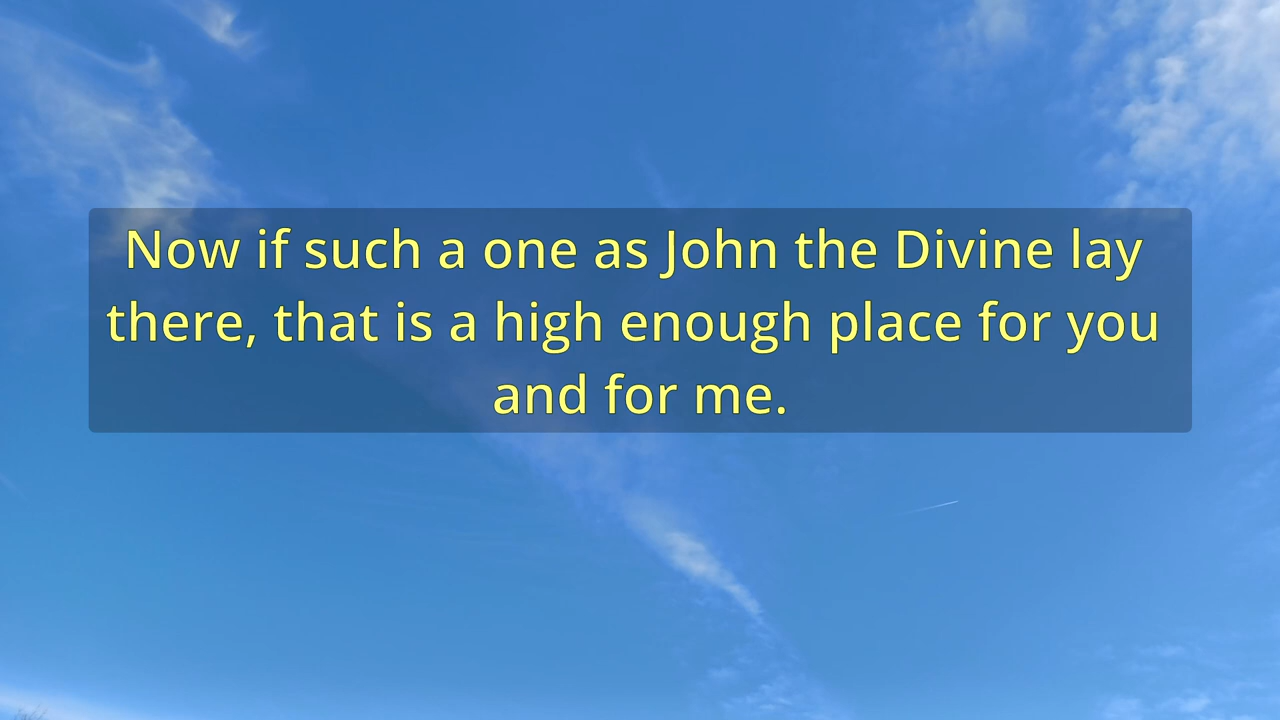 Now if such a one as John the Divine lay
there, that is a high enough place for you
and for me.